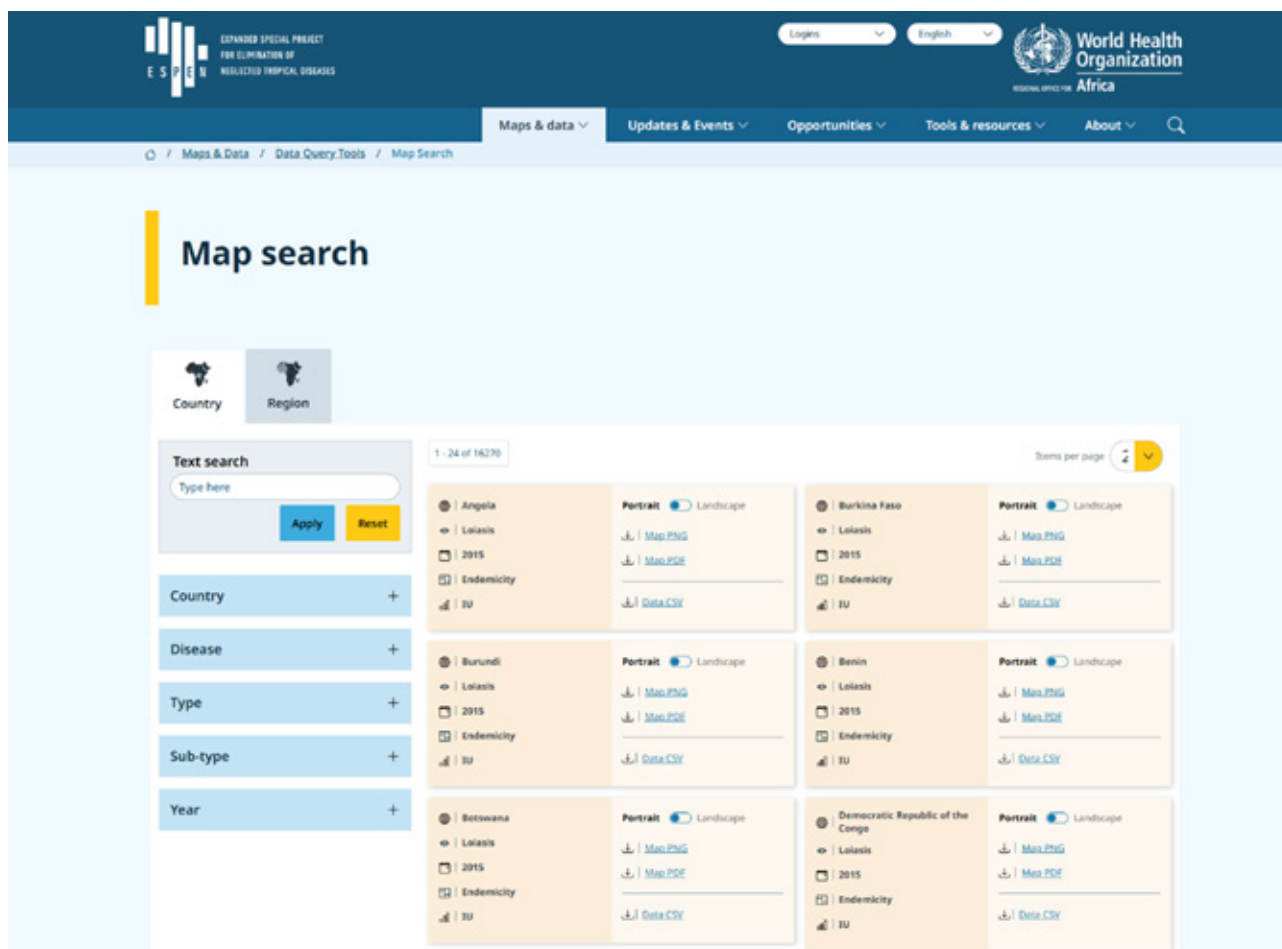 ESPEN
EXPANDED SPECIAL PROJECT
FOR ELIMINATION OF
NEGLECTED TROPICAL DISEASES
Logins
English
World Health
Organization
REGIONAL OFFICE FOR Africa
Maps & data
Updates & Events
Opportunities
Tools & resources
About
/ Maps & Data / Data Query Tools / Map Search
Map search
Country
Region
Text search
Type here
Apply
Reset
Country +
Disease +
Type +
Sub-type +
Year +
1 - 24 of 16270
Items per page
Angola
Loiasis
2015
Endemicity
IU
Portrait Landscape
Map PNG
Map PDF
Data CSV
Burkina Faso
Loiasis
2015
Endemicity
IU
Portrait Landscape
Map PNG
Map PDF
Data CSV
Burundi
Loiasis
2015
Endemicity
IU
Portrait Landscape
Map PNG
Map PDF
Data CSV
Benin
Loiasis
2015
Endemicity
IU
Portrait Landscape
Map PNG
Map PDF
Data CSV
Botswana
Loiasis
2015
Endemicity
IU
Portrait Landscape
Map PNG
Map PDF
Data CSV
Democratic Republic of the
Congo
Loiasis
2015
Endemicity
IU
Portrait Landscape
Map PNG
Map PDF
Data CSV